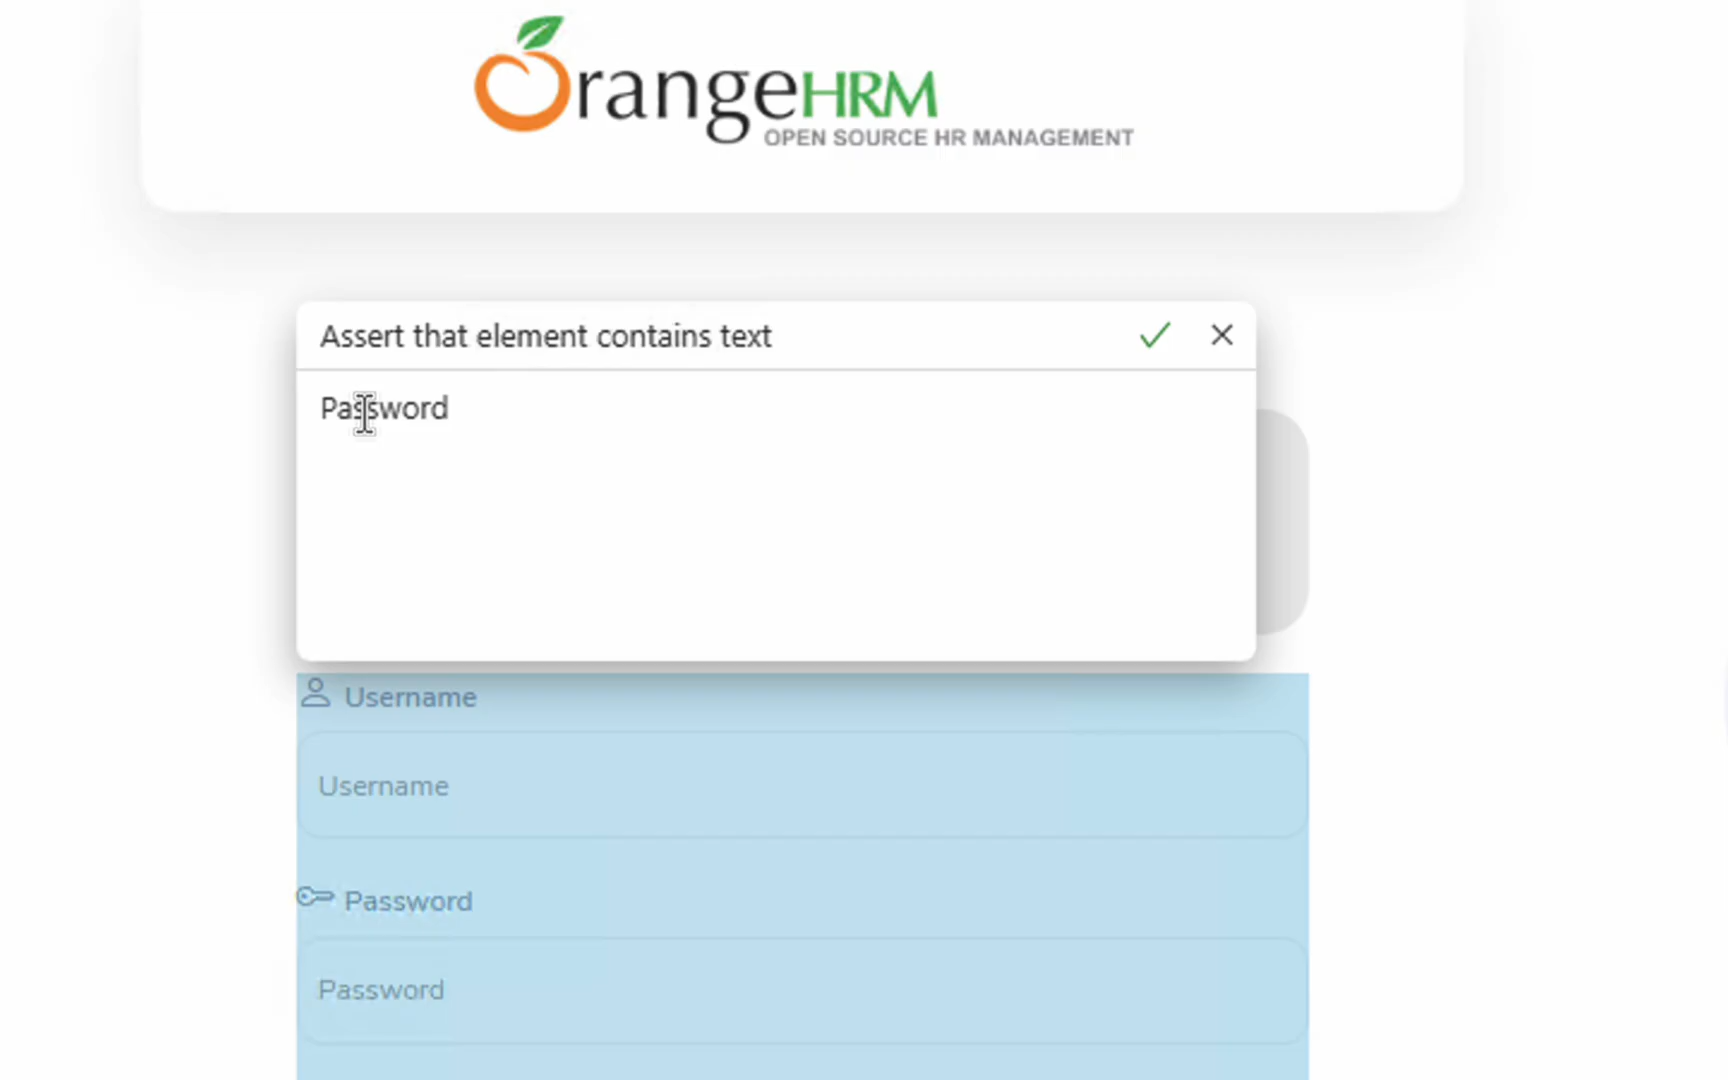 OrangeHRM
OPEN SOURCE HR MANAGEMENT
Assert that element contains text
Password
Username
Username
Password
Password